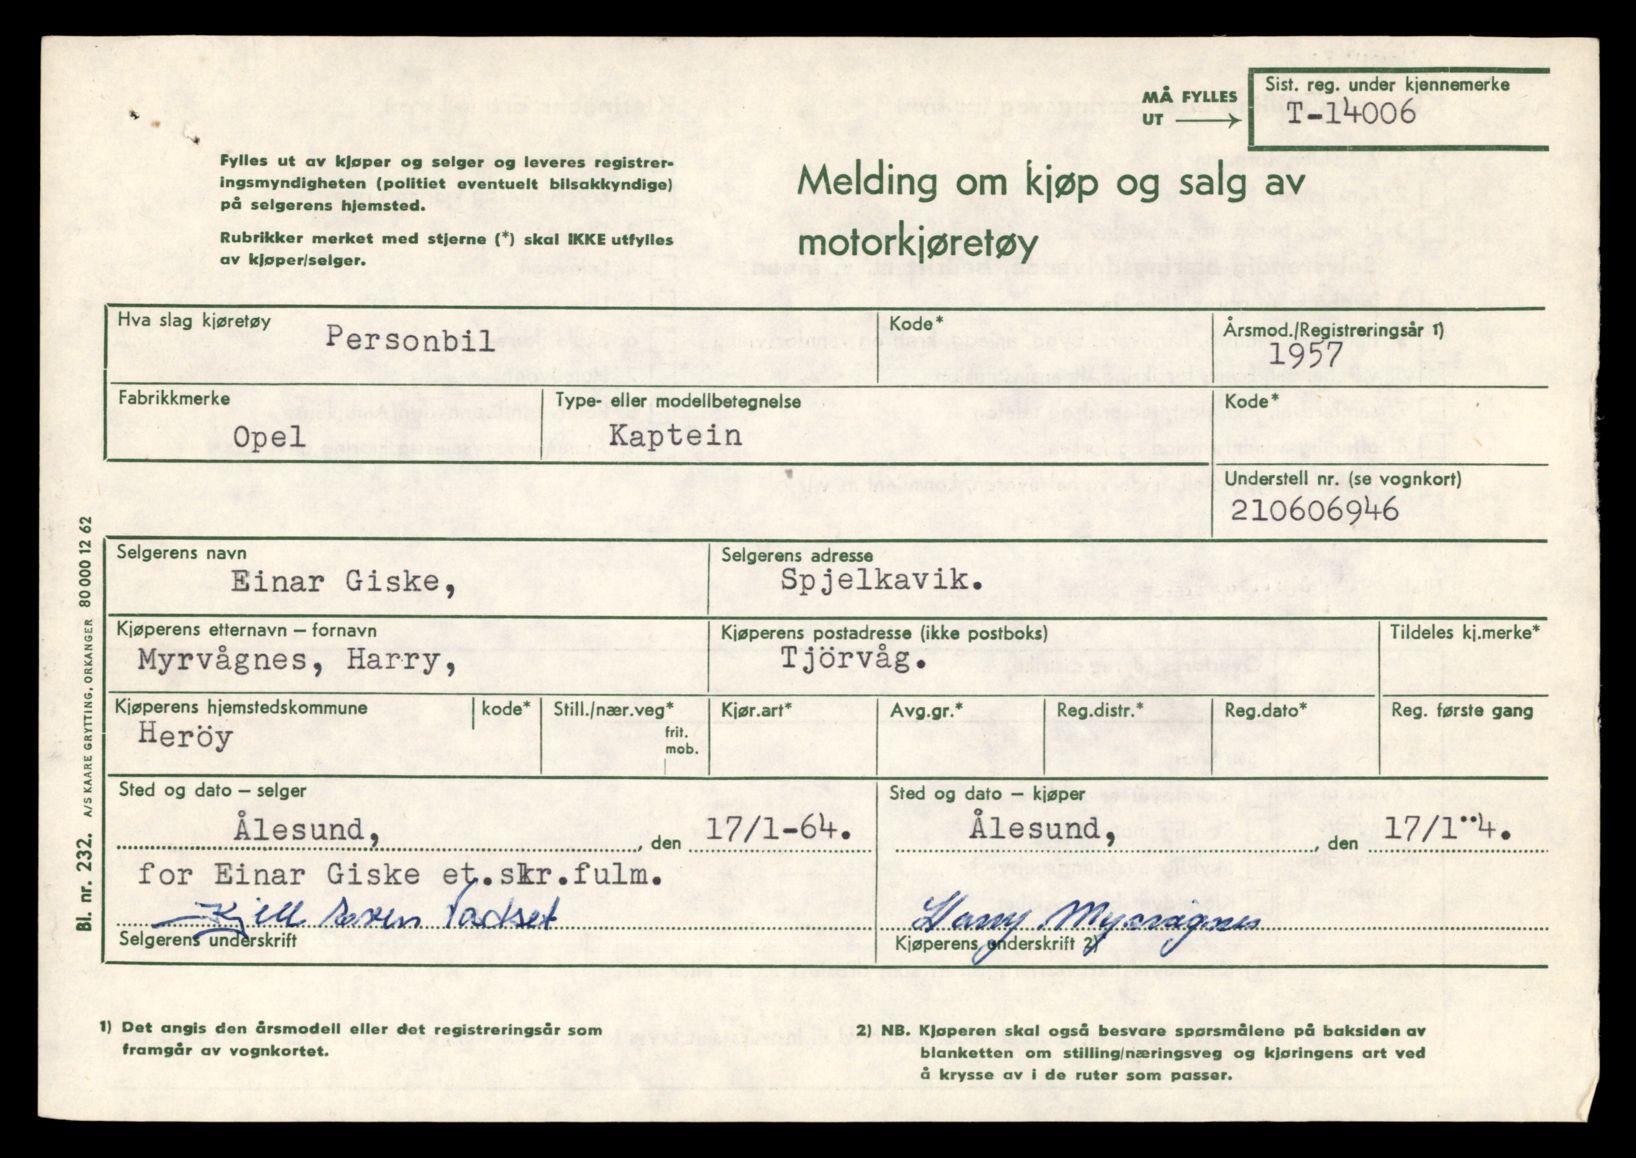 MÅ FYLLES
UT
Sist. reg. under kjennemerke
T-14006
Fylles ut av kjøper og selger og leveres registrer-
ingsmyndigheten (politiet eventuelt bilsakkyndige)
på selgerens hjemsted.
Rubrikker merket med stjerne (*) skal IKKE utfylles
av kjøper/selger.
Melding om kjøp og salg av
motorkjøretøy
Hva slag kjøretøy
Personbil
Kode*
Årsmod./Registreringsår 1)
1957
Fabrikkmerke
Opel
Type- eller modellbetegnelse
Kaptein
Kode*
Understell nr. (se vognkort)
210606946
Selgerens navn
Einar Giske,
Selgerens adresse
Spjelkavik.
Kjøperens etternavn – fornavn
Myrvågnes, Harry,
Kjøperens postadresse (ikke postboks)
Tjörvåg.
Tildeles kj.merke*
Kjøperens hjemstedskommune
Heröy
kode*
Still./nær.veg*
frit.
mob.
Kjør.art*
Avg.gr.*
Reg.distr.*
Reg.dato*
Reg. første gang
Sted og dato – selger
Ålesund, , den 17/1-64.
for Einar Giske et.skr.fulm.
Kjell
Selgerens underskrift
Sted og dato – kjøper
Ålesund, , den 17/1¨4.
Harry Myrvågnes
Kjøperens underskrift 2)
1) Det angis den årsmodell eller det registreringsår som
framgår av vognkortet.
2) NB. Kjøperen skal også besvare spørsmålene på baksiden av
blanketten om stilling/næringsveg og kjøringens art ved
å krysse av i de ruter som passer.
Bl. nr. 232. A/S KAARE GRYTTING, ORKANGER 80 000 12 62